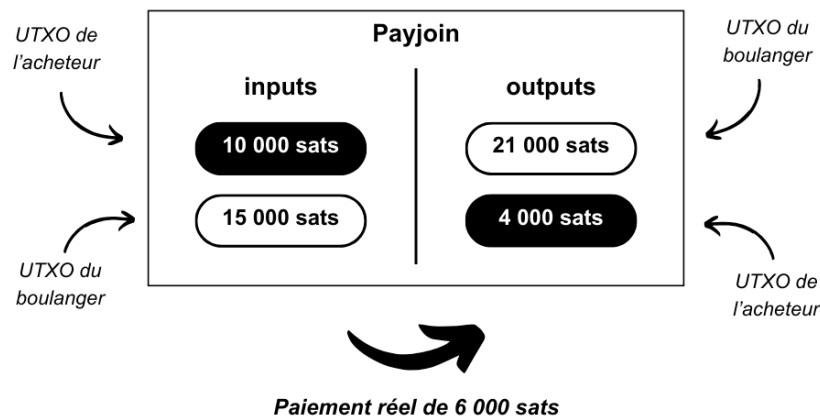 Payjoin
UTXO de
l'acheteur
UTXO du
boulanger
inputs
outputs
10 000 sats
21 000 sats
15 000 sats
4 000 sats
UTXO du
boulanger
UTXO de
l'acheteur
Paiement réel de 6 000 sats